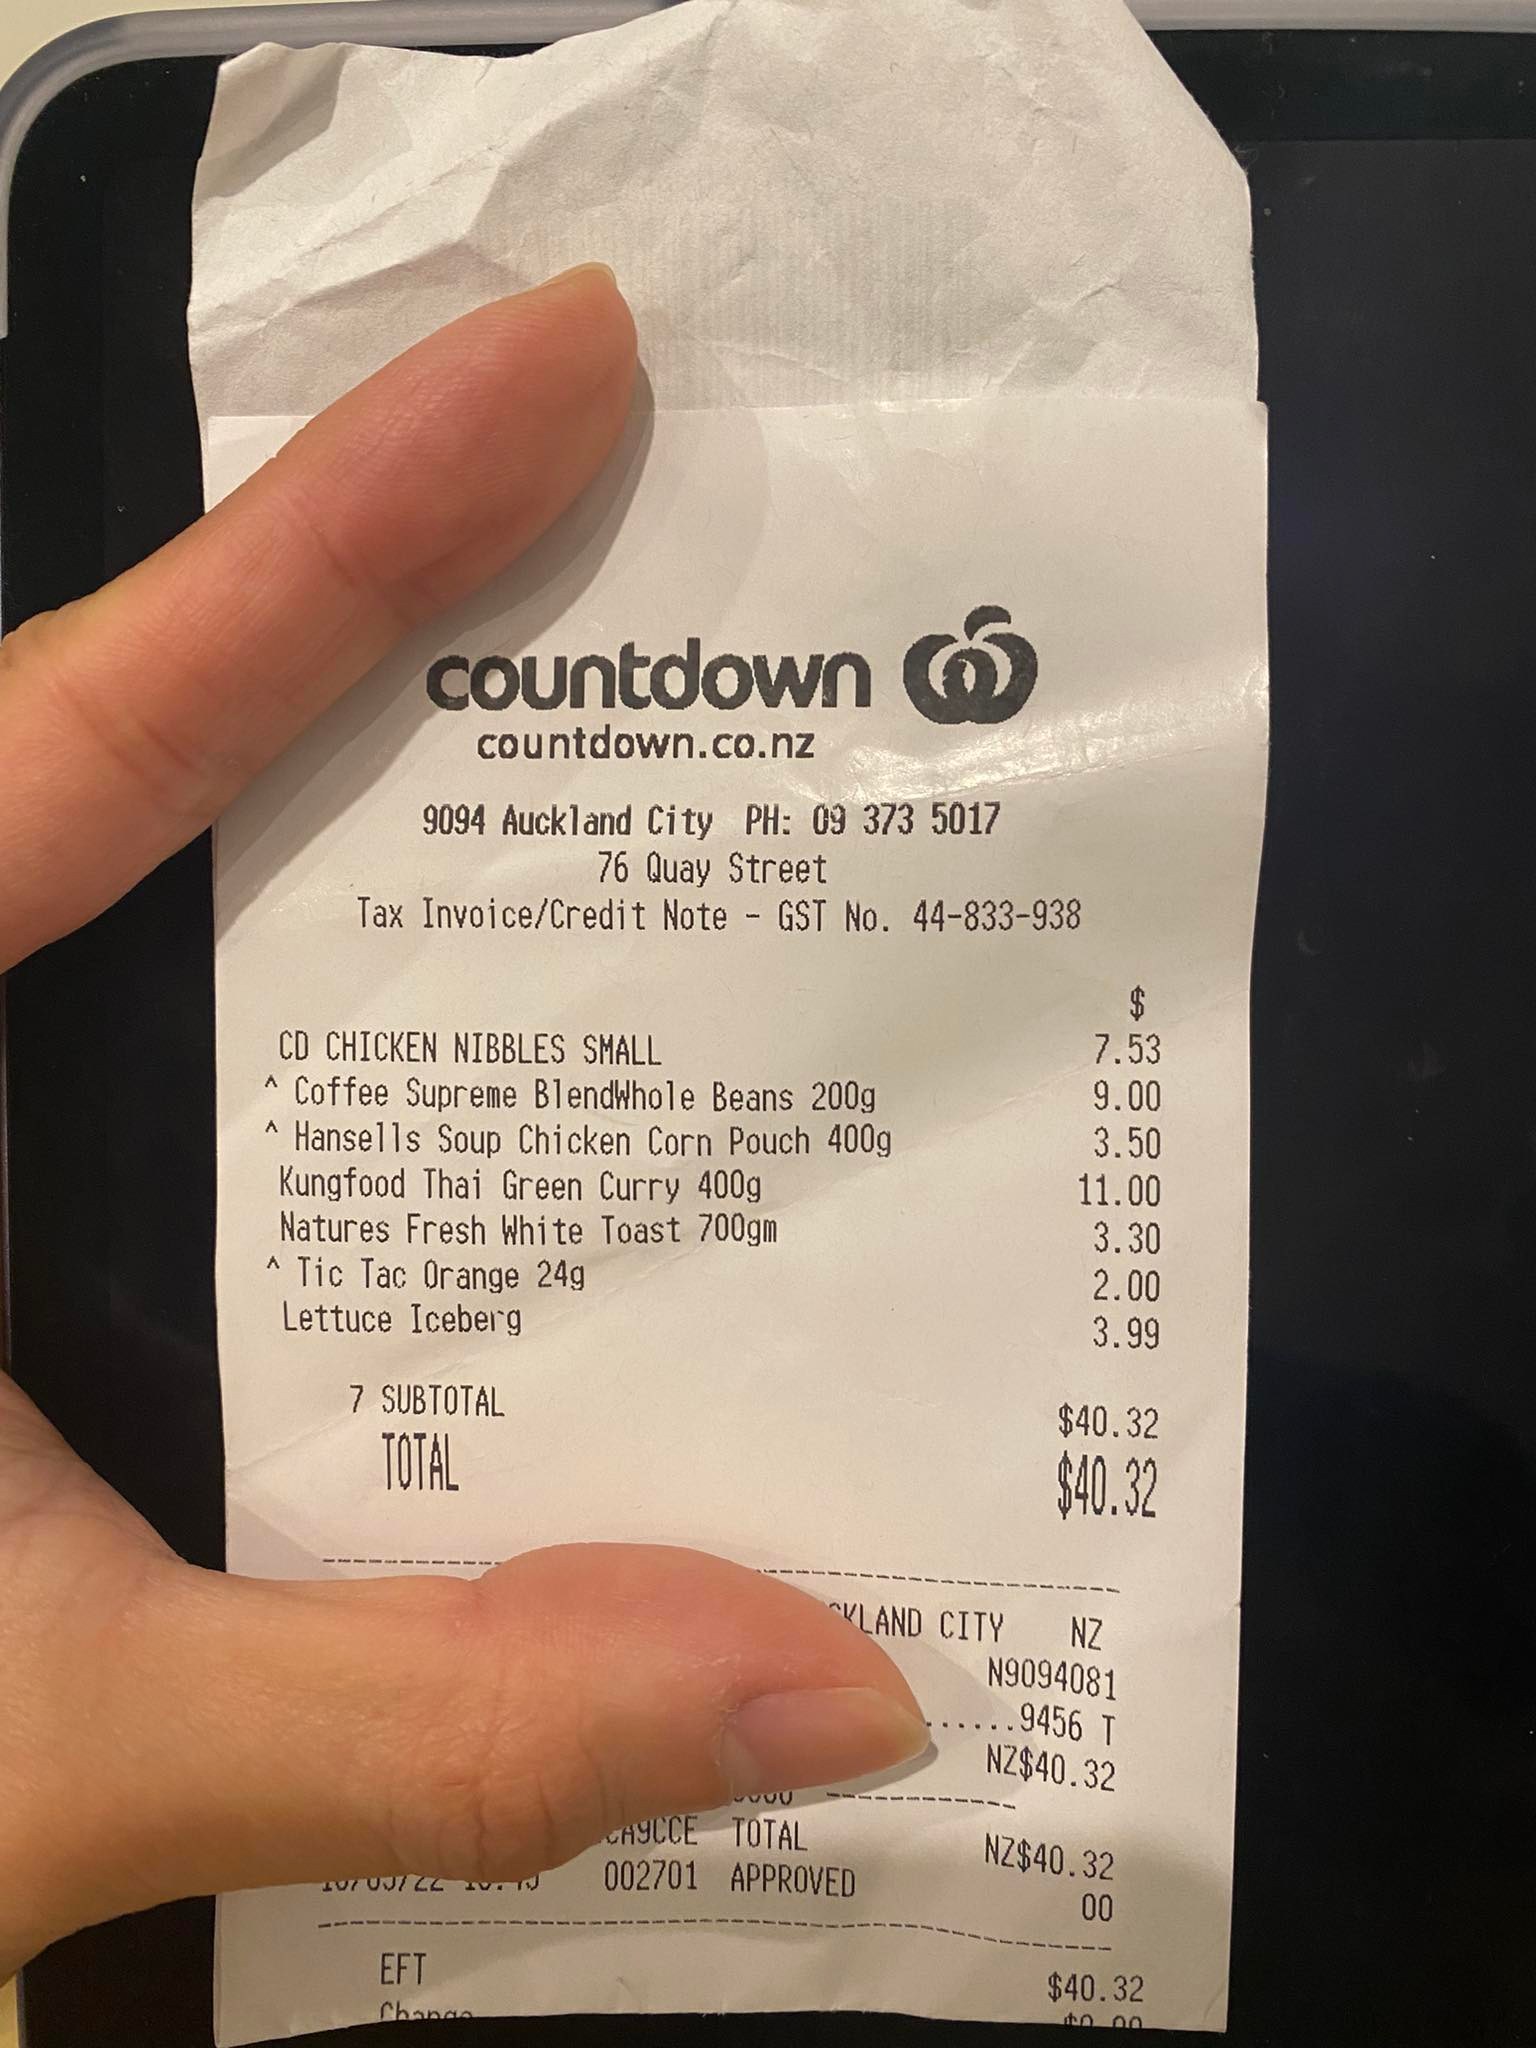 countdown
countdown.co.nz
9094 Auckland City PH: 09 373 5017
76 Quay Street
Tax Invoice/Credit Note - GST No. 44-833-938
$
CD CHICKEN NIBBLES SMALL 7.53
^ Coffee Supreme BlendWhole Beans 200g 9.00
^ Hansells Soup Chicken Corn Pouch 400g 3.50
Kungfood Thai Green Curry 400g 11.00
Natures Fresh White Toast 700gm 3.30
^ Tic Tac Orange 24g 2.00
Lettuce Iceberg 3.99
7 SUBTOTAL $40.32
TOTAL $40.32
CITY NZ
N9094081
......9456 T
NZ$40.32
TOTAL NZ$40.32
002701 APPROVED 00
EFT $40.32
Change $0.00